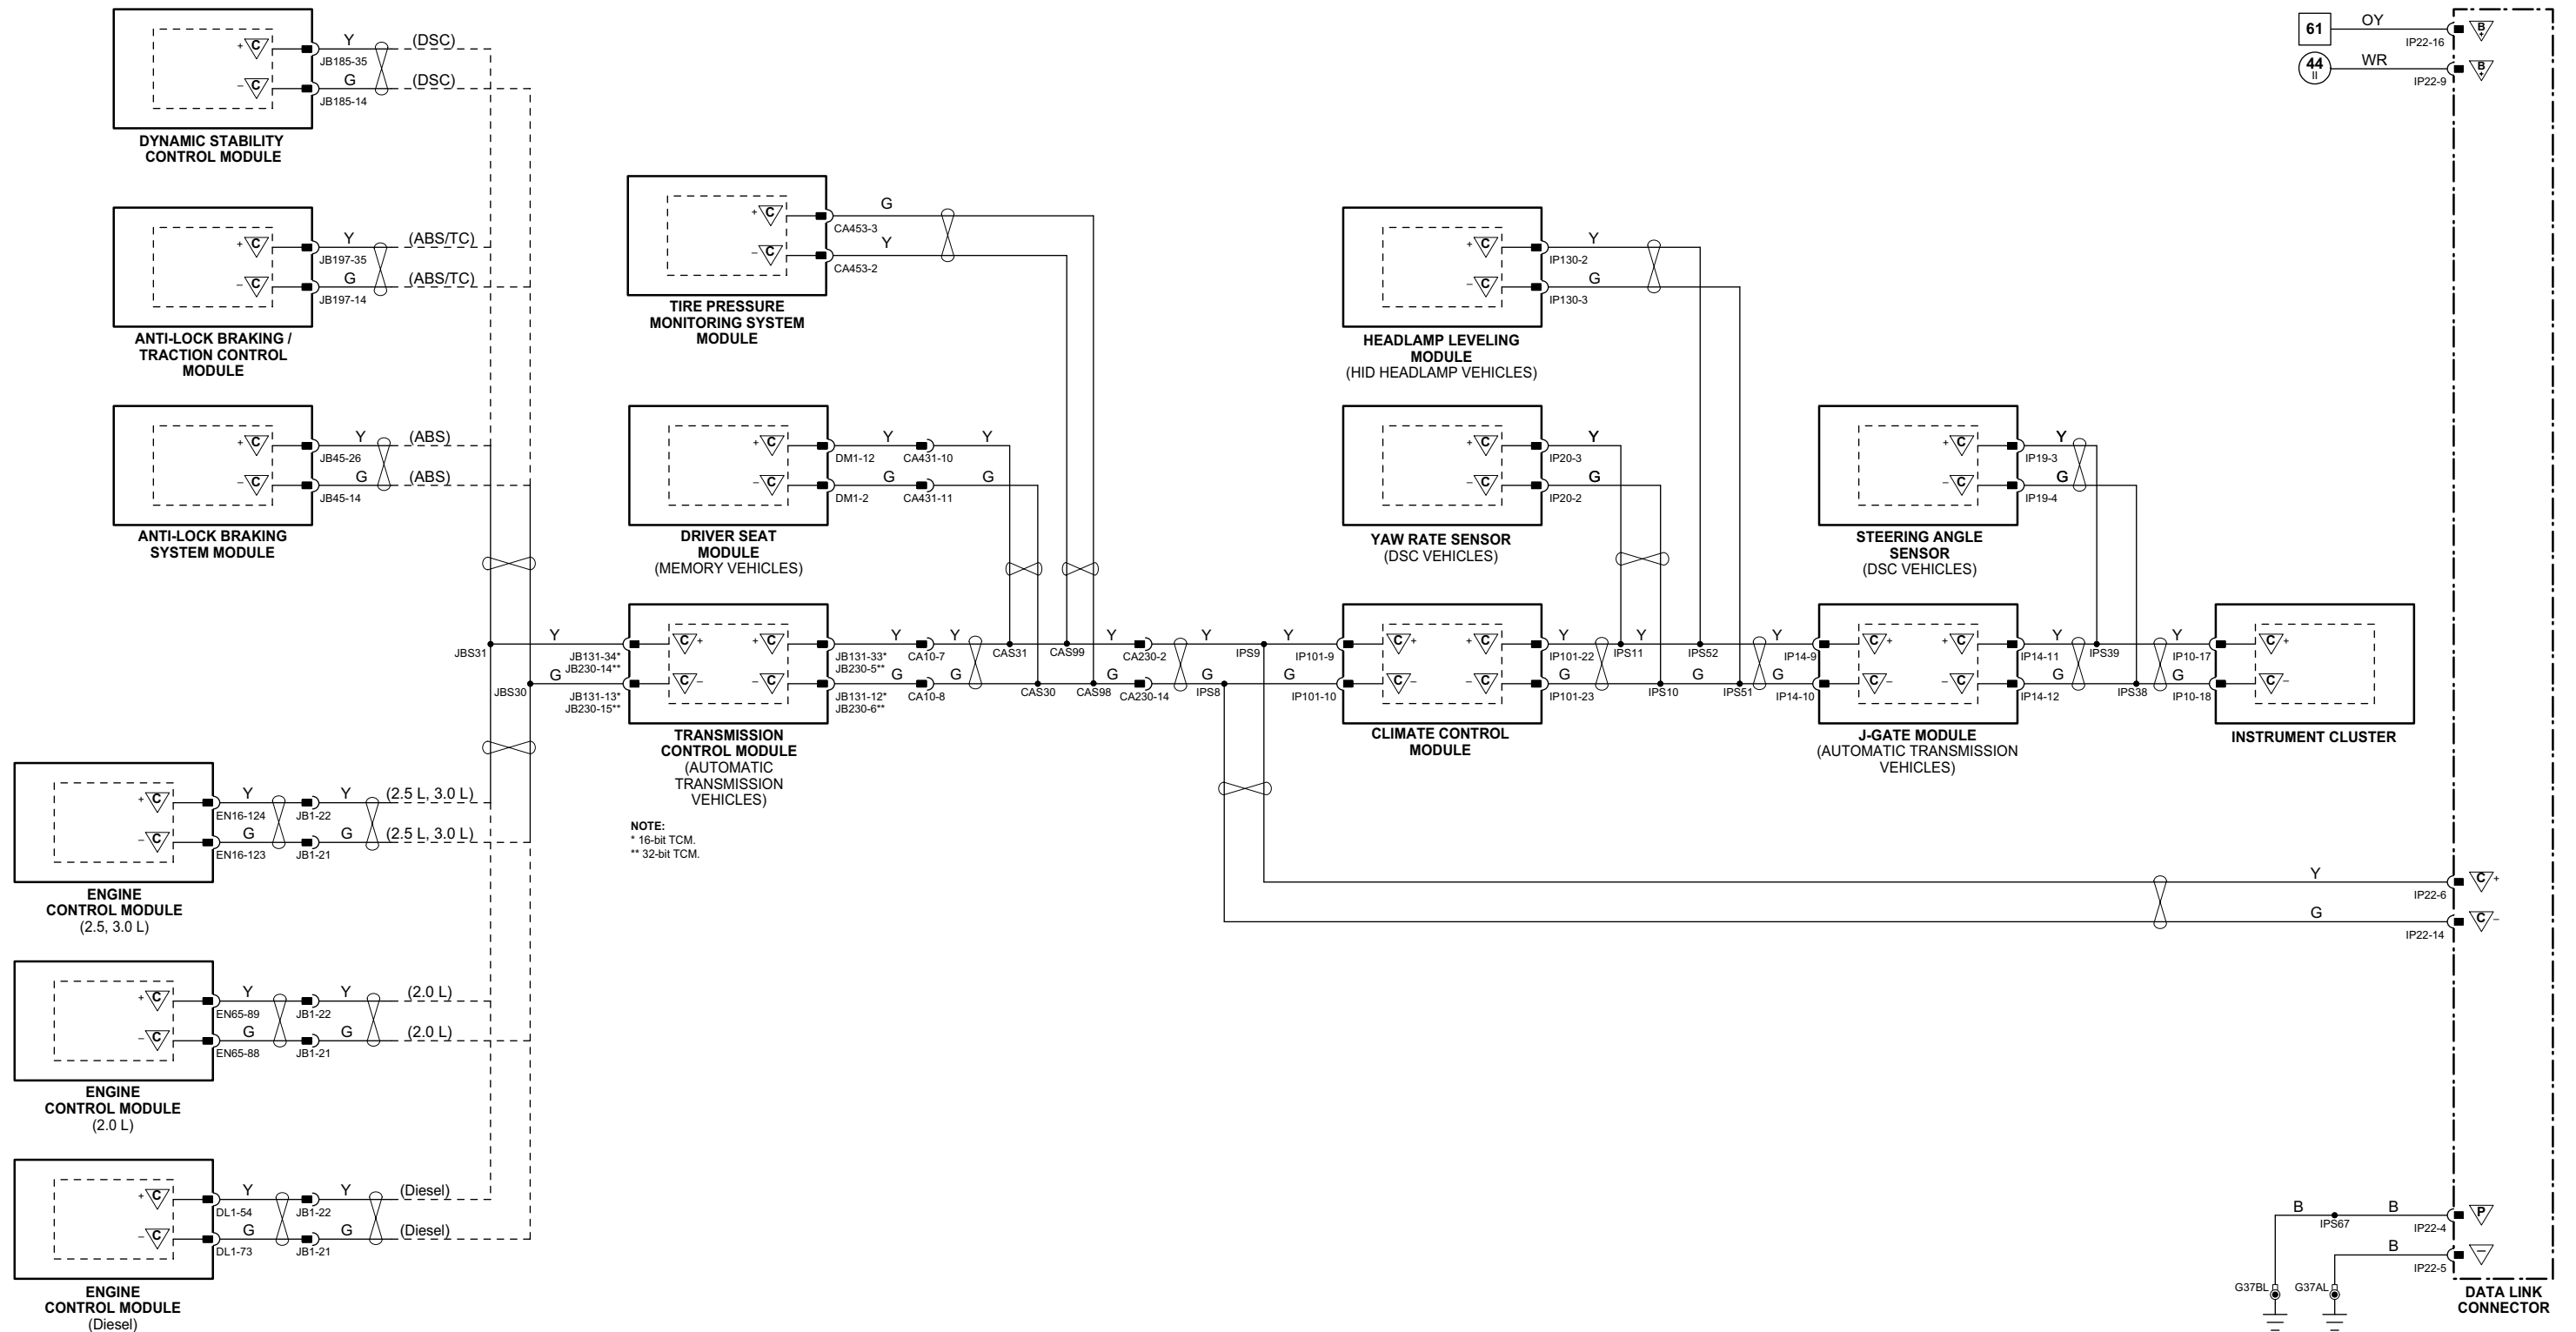 + C
Y
(DSC)
JB185-35
− C
G
(DSC)
JB185-14
DYNAMIC STABILITY
CONTROL MODULE
+ C
Y
(ABS/TC)
JB197-35
− C
G
(ABS/TC)
JB197-14
ANTI-LOCK BRAKING /
TRACTION CONTROL
MODULE
+ C
Y
(ABS)
JB45-26
− C
G
(ABS)
JB45-14
ANTI-LOCK BRAKING
SYSTEM MODULE
JBS31
JBS30
+ C
Y
Y
(2.5 L, 3.0 L)
EN16-124
JB1-22
− C
G
G
(2.5 L, 3.0 L)
EN16-123
JB1-21
ENGINE
CONTROL MODULE
(2.5, 3.0 L)
+ C
Y
Y
(2.0 L)
EN65-89
JB1-22
− C
G
G
(2.0 L)
EN65-88
JB1-21
ENGINE
CONTROL MODULE
(2.0 L)
+ C
Y
Y
(Diesel)
DL1-54
JB1-22
− C
G
G
(Diesel)
DL1-73
JB1-21
ENGINE
CONTROL MODULE
(Diesel)
+ C
G
CA453-3
− C
Y
CA453-2
TIRE PRESSURE
MONITORING SYSTEM
MODULE
+ C
Y
Y
DM1-12
CA431-10
− C
G
G
DM1-2
CA431-11
DRIVER SEAT
MODULE
(MEMORY VEHICLES)
Y
JB131-34*
JB230-14**
G
JB131-13*
JB230-15**
C +
+ C
C −
− C
Y
Y
JB131-33*
JB230-5**
CA10-7
G
G
JB131-12*
JB230-6**
CA10-8
TRANSMISSION
CONTROL MODULE
(AUTOMATIC
TRANSMISSION
VEHICLES)
NOTE:
* 16-bit TCM.
** 32-bit TCM.
CAS31
CAS99
Y
CA230-2
Y
IPS9
Y
IP101-9
CAS30
CAS98
G
CA230-14
G
IPS8
G
IP101-10
C +
+ C
C −
− C
CLIMATE CONTROL
MODULE
+ C
Y
IP130-2
− C
G
IP130-3
HEADLAMP LEVELING
MODULE
(HID HEADLAMP VEHICLES)
+ C
Y
IP20-3
− C
G
IP20-2
YAW RATE SENSOR
(DSC VEHICLES)
Y
IP101-22
IPS11
Y
IPS52
Y
IP14-9
G
IP101-23
IPS10
G
IPS51
G
IP14-10
+ C
Y
IP19-3
− C
G
IP19-4
STEERING ANGLE
SENSOR
(DSC VEHICLES)
C +
+ C
C −
− C
J-GATE MODULE
(AUTOMATIC TRANSMISSION
VEHICLES)
Y
IP14-11
IPS39
Y
IP10-17
G
IP14-12
IPS38
G
IP10-18
C +
C −
INSTRUMENT CLUSTER
61
OY
IP22-16
B +
44
II
WR
IP22-9
B +
Y
IP22-6
C +
G
IP22-14
C −
B
IPS67
B
IP22-4
P
B
IP22-5
−
G37BL
G37AL
DATA LINK
CONNECTOR